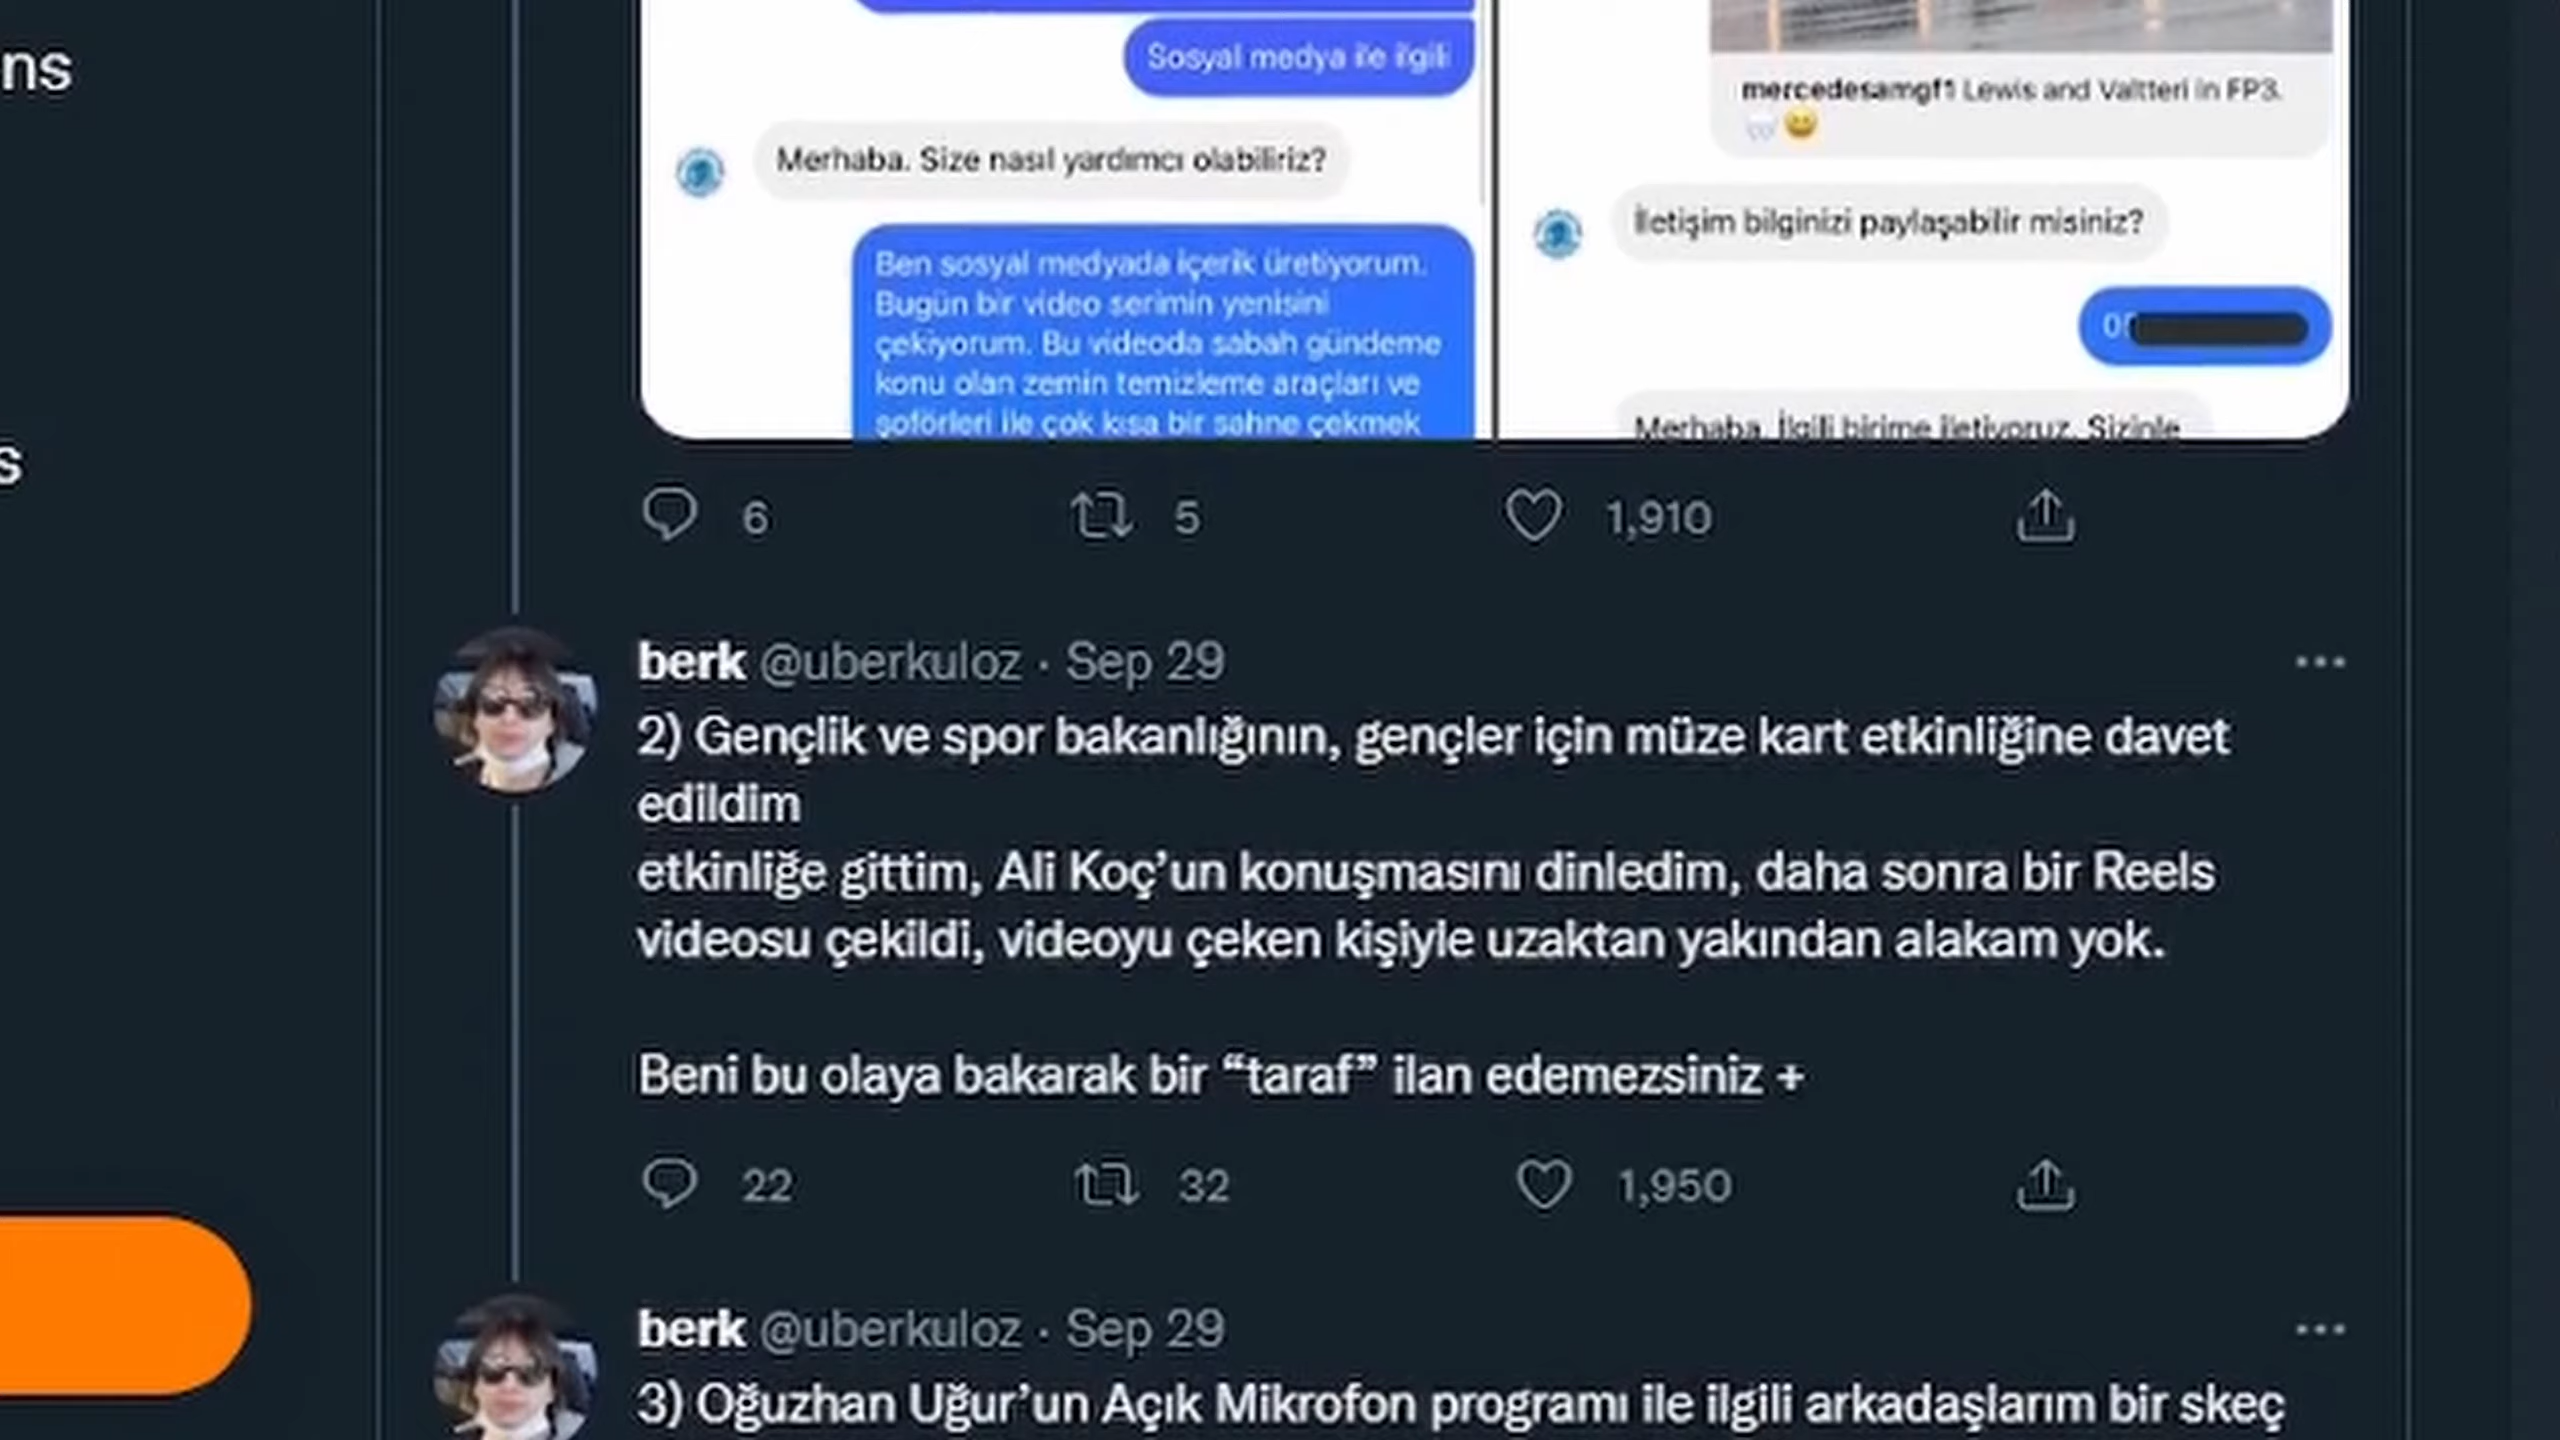 ns
s
Sosyal medya ile ilgili
Merhaba. Size nasıl yardımcı olabiliriz?
Ben sosyal medyada içerik üretiyorum.
Bugün bir video serimin yenisini
çekiyorum. Bu videoda sabah gündeme
konu olan zemin temizleme araçları ve
şoförleri ile çok kısa bir sahne çekmek
mercedesamgf1 Lewis and Valtteri in FP3.
İletişim bilginizi paylaşabilir misiniz?
Merhaba. İlgili birime iletiyoruz. Sizinle
6 5 1,910
berk @uberkuloz · Sep 29
2) Gençlik ve spor bakanlığının, gençler için müze kart etkinliğine davet
edildim
etkinliğe gittim, Ali Koç’un konuşmasını dinledim, daha sonra bir Reels
videosu çekildi, videoyu çeken kişiyle uzaktan yakından alakam yok.
Beni bu olaya bakarak bir “taraf” ilan edemezsiniz +
22 32 1,950
berk @uberkuloz · Sep 29
3) Oğuzhan Uğur’un Açık Mikrofon programı ile ilgili arkadaşlarım bir skeç